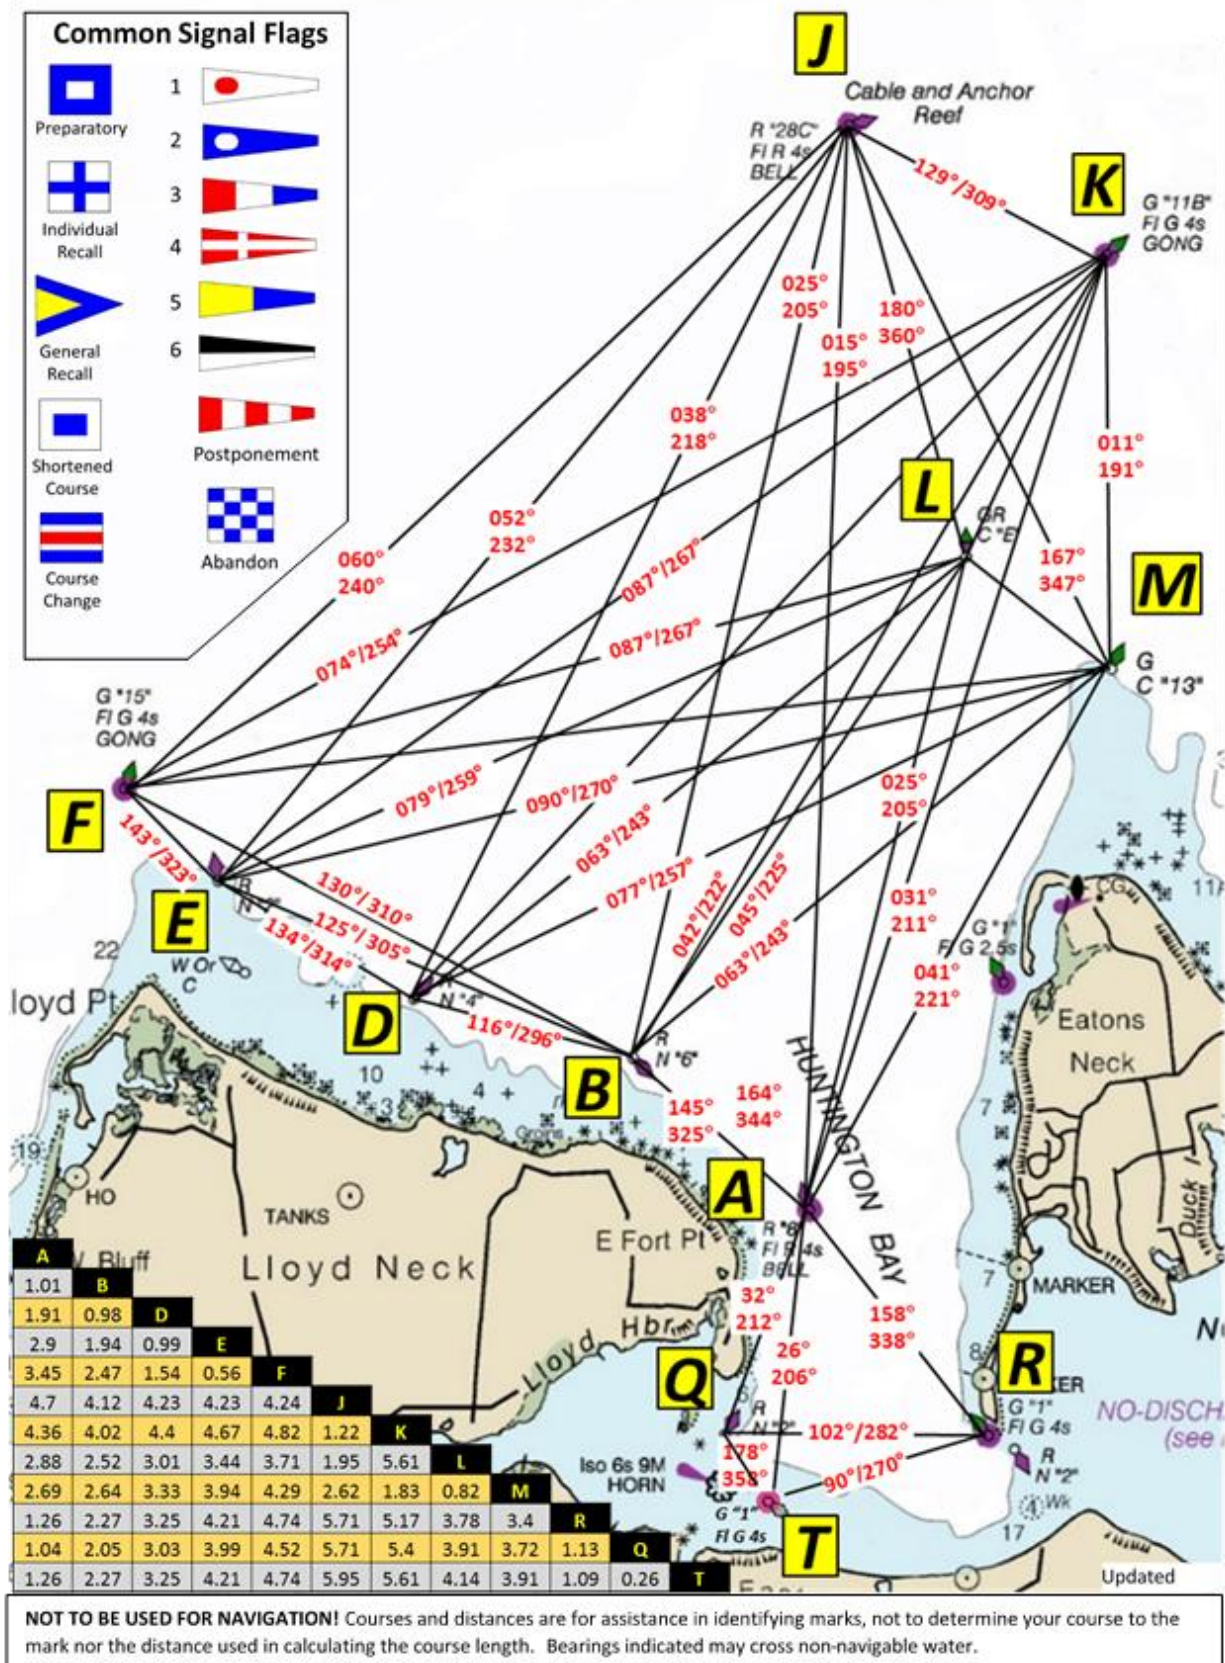 Common Signal Flags
Preparatory
Individual
Recall
General
Recall
Shortened
Course
Course
Change
1
2
3
4
5
6
Postponement
Abandon
J
Cable and Anchor
Reef
R "28C"
Fl R 4s
BELL
129°/309°
K
G "11B"
Fl G 4s
GONG
025°
205°
180°
360°
015°
195°
038°
218°
011°
191°
L
GR
C "E"
052°
232°
060°
240°
087°/267°
167°
347°
M
G
C "13"
074°/254°
087°/267°
G "15"
Fl G 4s
GONG
F
079°/259°
090°/270°
025°
205°
143°/323°
063°/243°
077°/257°
130°/310°
125°/305°
134°/314°
E
R
042°/222°
045°/225°
063°/243°
031°
211°
041°
221°
CG
G "1"
Fl G 2.5s
22
W Or
C
lloyd Pt
D
N "4"
116°/296°
Eatons
Neck
R
N "6"
B
HUNTINGTON BAY
10
3
4
7
145°
325°
164°
344°
Groins
19
HO
TANKS
A
R "8"
Fl R 4s
BELL
E Fort Pt
Duck
Bluff
Lloyd Neck
7
MARKER
Lloyd Hbr
32°
212°
158°
338°
26°
206°
Q
8
R
KER
G "1"
Fl G 4s
R
N "2"
102°/282°
NO-DISCH
(see
R
N "2"
178°
358°
90°/270°
Iso 6s 9M
HORN
G "1"
Fl G 4s
T
4 Wk
17
Updated
A
1.01 B
1.91 0.98 D
2.9 1.94 0.99 E
3.45 2.47 1.54 0.56 F
4.7 4.12 4.23 4.23 4.24 J
4.36 4.02 4.4 4.67 4.82 1.22 K
2.88 2.52 3.01 3.44 3.71 1.95 5.61 L
2.69 2.64 3.33 3.94 4.29 2.62 1.83 0.82 M
1.26 2.27 3.25 4.21 4.74 5.71 5.17 3.78 3.4 R
1.04 2.05 3.03 3.99 4.52 5.71 5.4 3.91 3.72 1.13 Q
1.26 2.27 3.25 4.21 4.74 5.95 5.61 4.14 3.91 1.09 0.26 T
NOT TO BE USED FOR NAVIGATION! Courses and distances are for assistance in identifying marks, not to determine your course to the
mark nor the distance used in calculating the course length. Bearings indicated may cross non-navigable water.